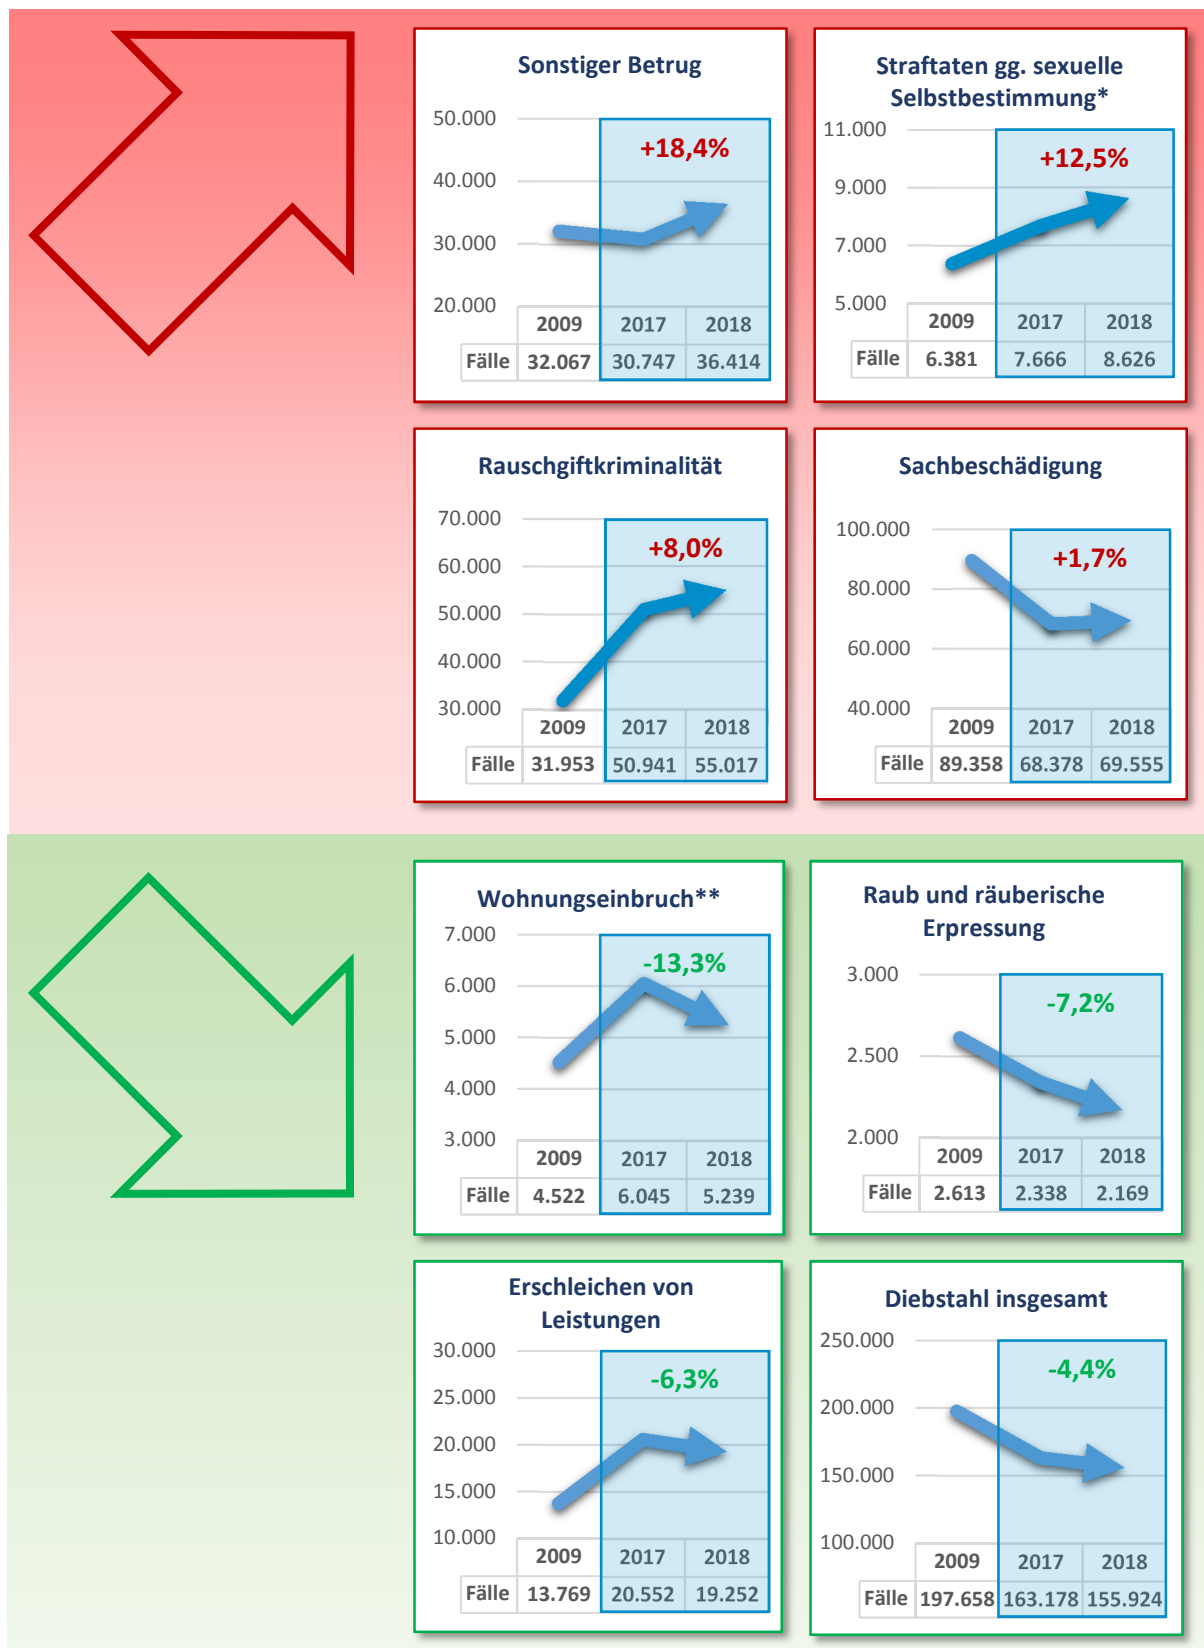 Sonstiger Betrug
50.000
40.000
30.000
20.000
+18,4%
2009 2017 2018
Fälle 32.067 30.747 36.414
Straftaten gg. sexuelle
Selbstbestimmung*
11.000
9.000
7.000
5.000
+12,5%
2009 2017 2018
Fälle 6.381 7.666 8.626
Rauschgiftkriminalität
70.000
60.000
50.000
40.000
30.000
+8,0%
2009 2017 2018
Fälle 31.953 50.941 55.017
Sachbeschädigung
100.000
80.000
60.000
40.000
+1,7%
2009 2017 2018
Fälle 89.358 68.378 69.555
Wohnungseinbruch**
7.000
6.000
5.000
4.000
3.000
-13,3%
2009 2017 2018
Fälle 4.522 6.045 5.239
Raub und räuberische
Erpressung
3.000
2.500
2.000
-7,2%
2009 2017 2018
Fälle 2.613 2.338 2.169
Erschleichen von
Leistungen
30.000
25.000
20.000
15.000
10.000
-6,3%
2009 2017 2018
Fälle 13.769 20.552 19.252
Diebstahl insgesamt
250.000
200.000
150.000
100.000
-4,4%
2009 2017 2018
Fälle 197.658 163.178 155.924